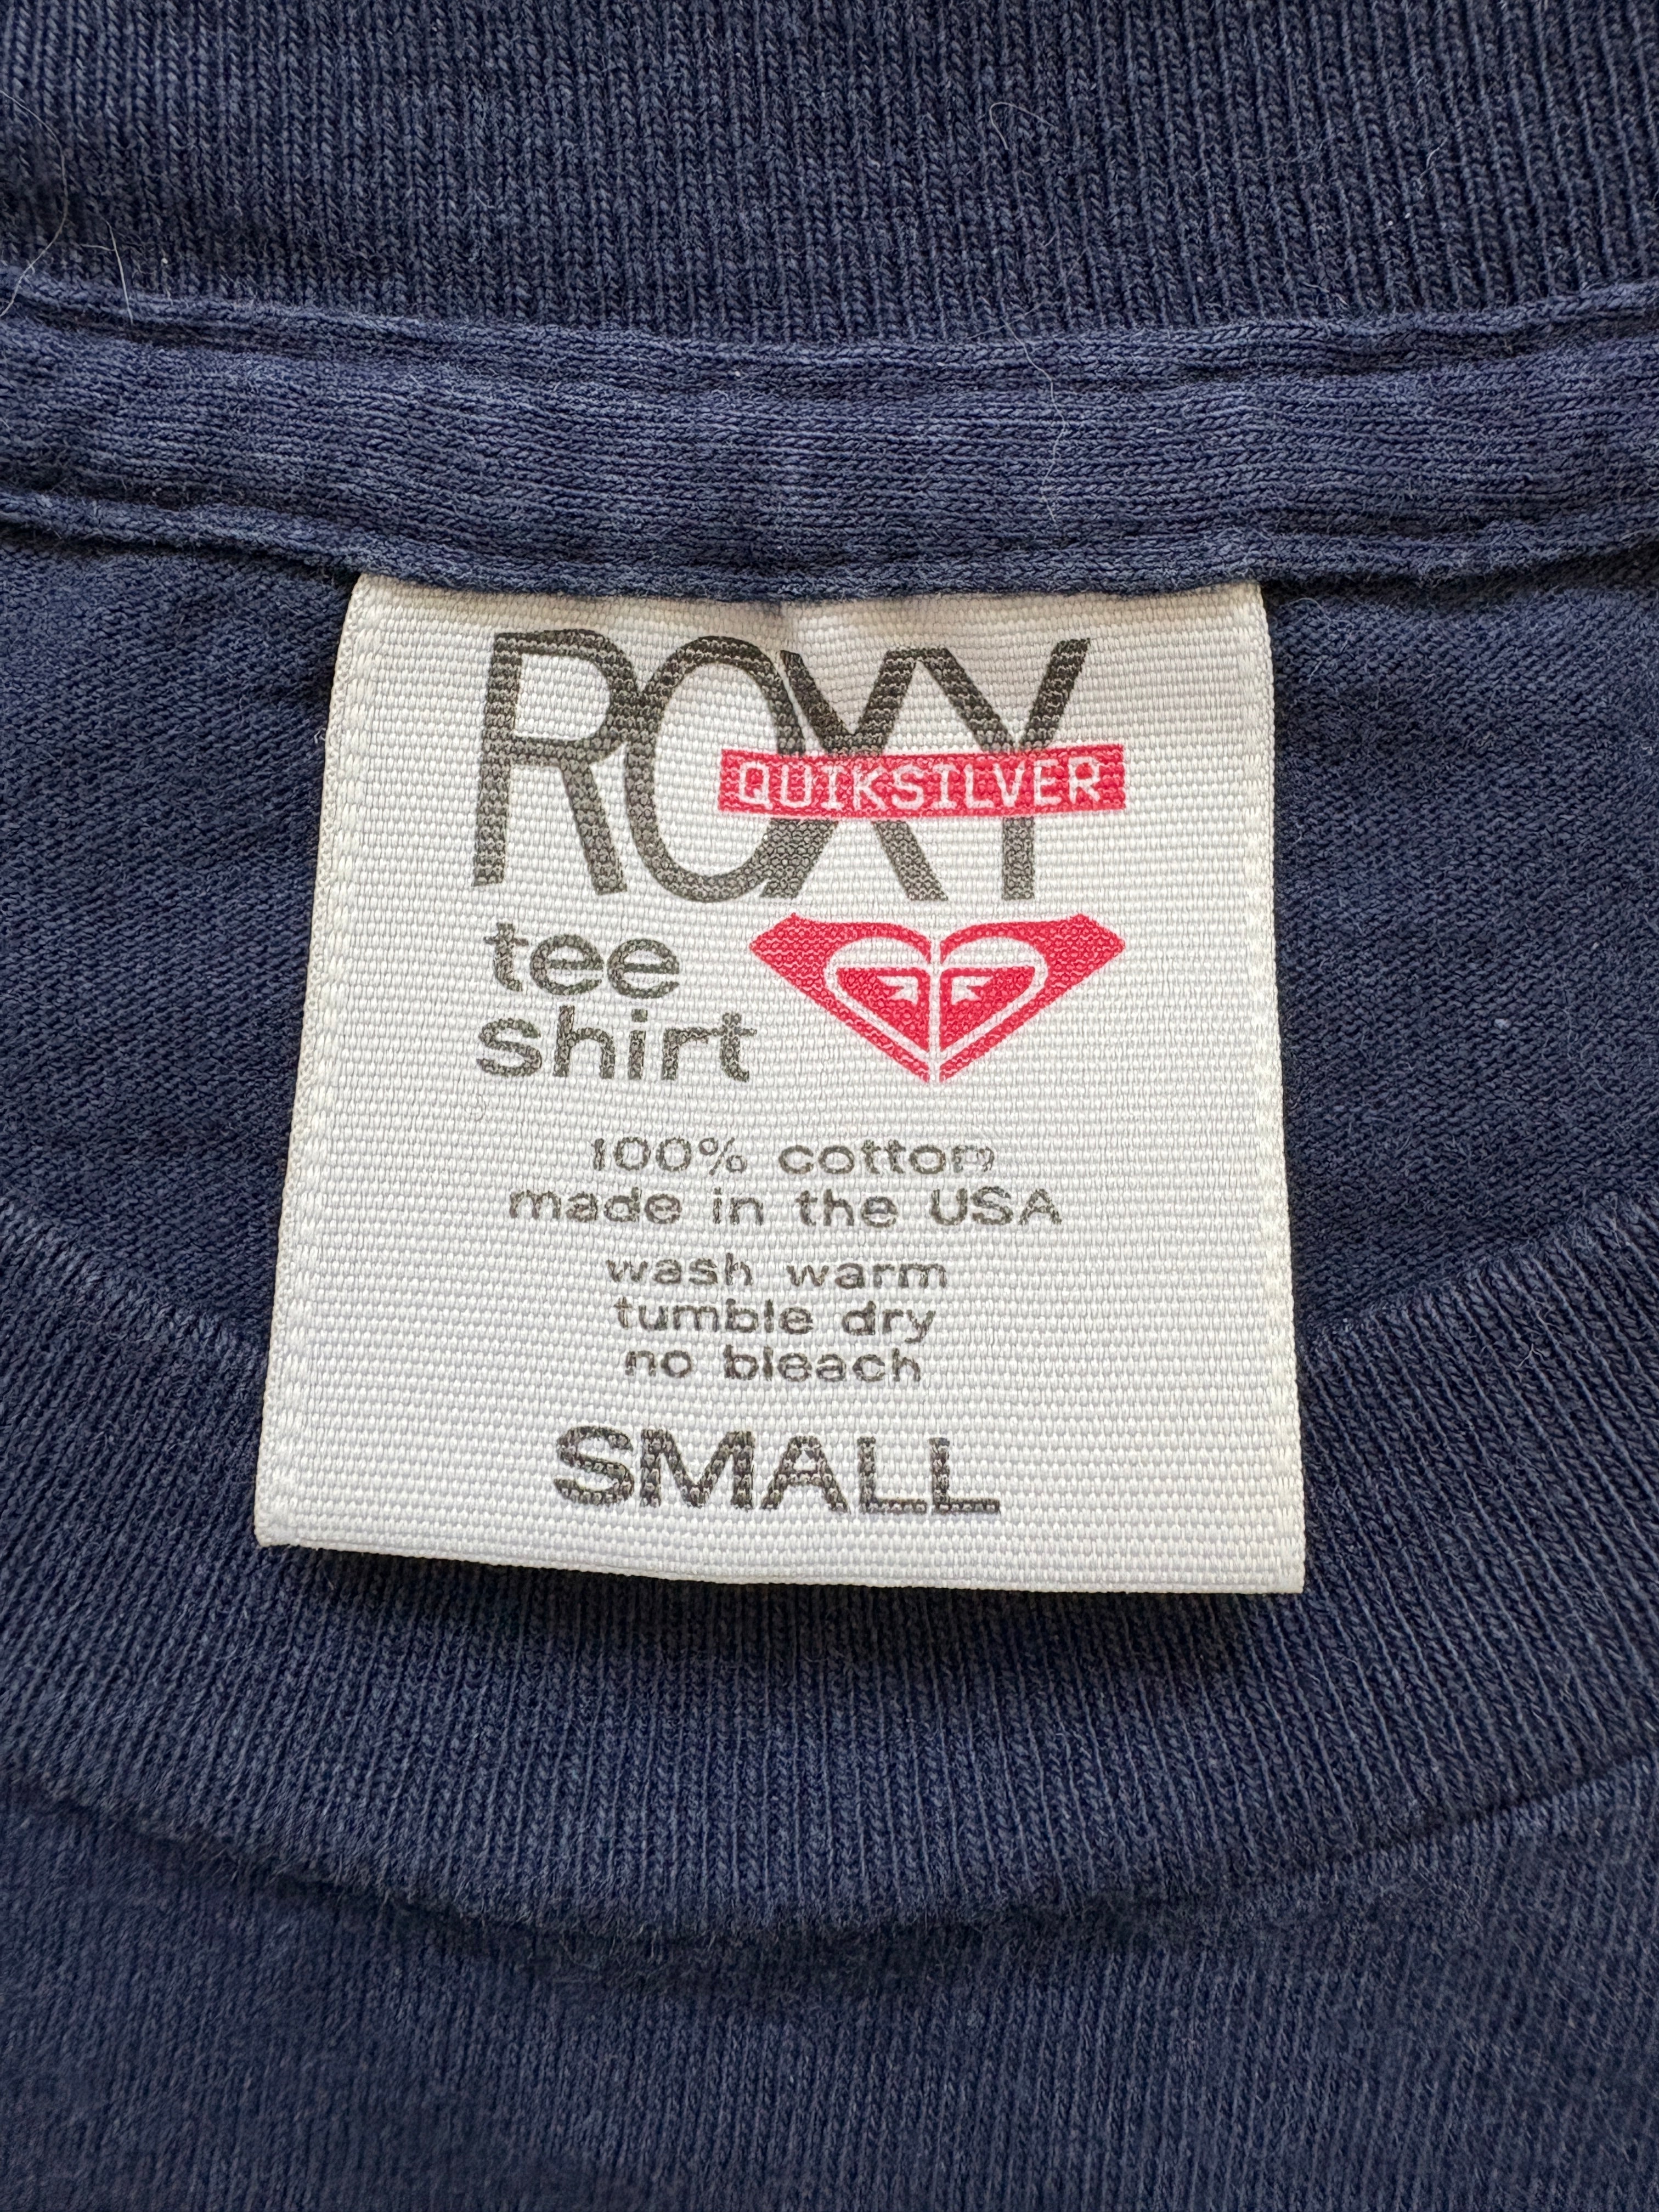 ROXY
QUIKSILVER
tee
shirt
100% cotton
made in the USA
wash warm
tumble dry
no bleach
SMALL